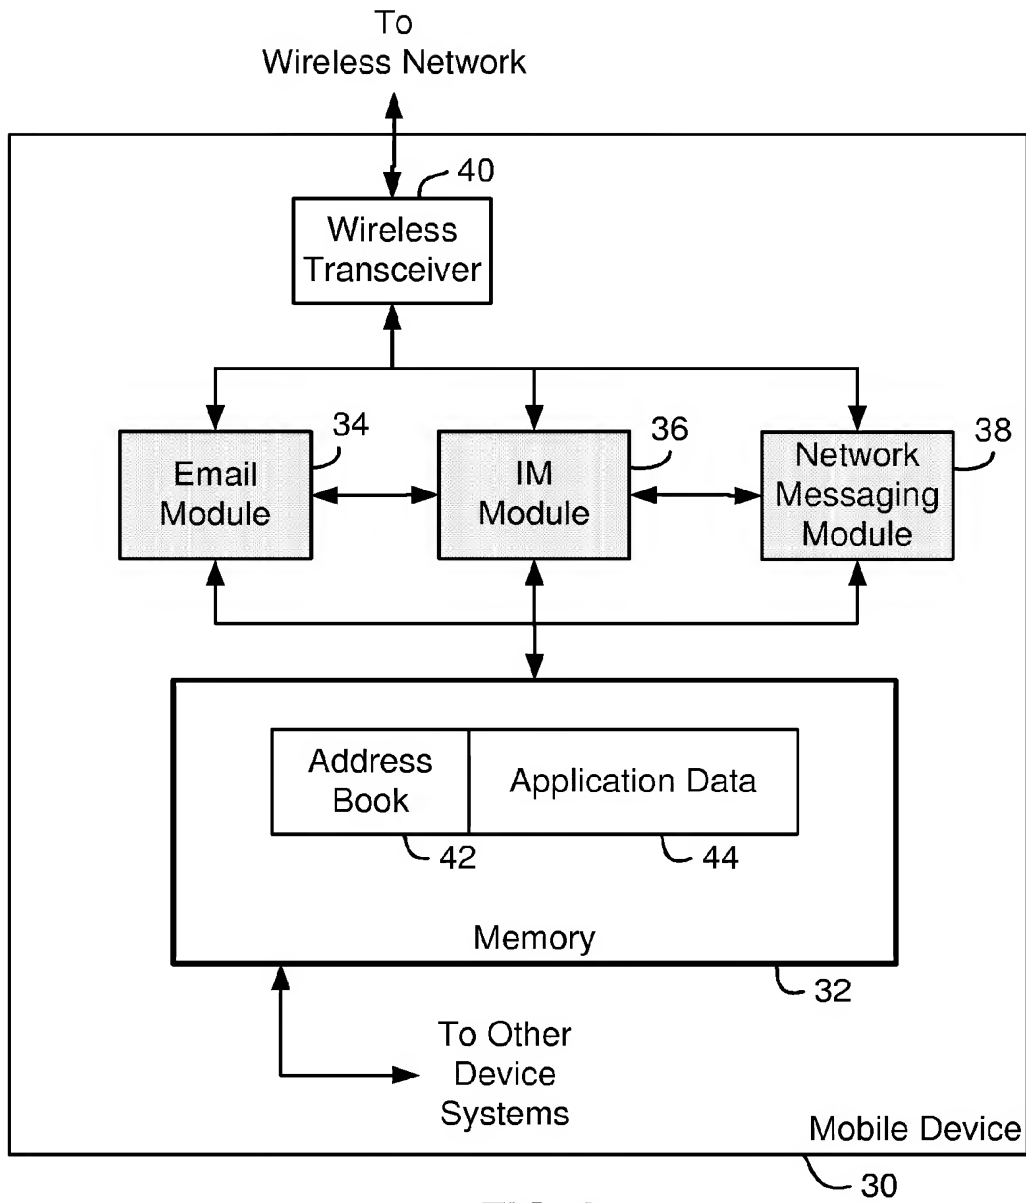 To
Wireless Network
40
Wireless
Transceiver
34
36
38
Email
Module
IM
Module
Network
Messaging
Module
Address
Book
Application Data
42
44
Memory
32
To Other
Device
Systems
Mobile Device
30